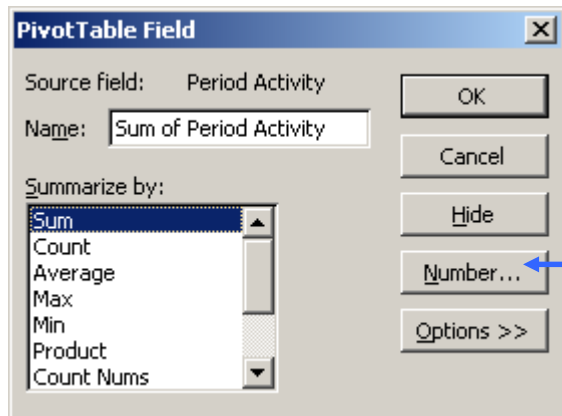 PivotTable Field
Source field: Period Activity
Name: Sum of Period Activity
Summarize by:
Sum
Count
Average
Max
Min
Product
Count Nums
OK
Cancel
Hide
Number...
Options >>